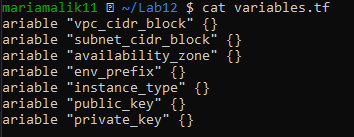 mariamalik11 ~/Lab12 $ cat variables.tf
ariable "vpc_cidr_block" {}
ariable "subnet_cidr_block" {}
ariable "availability_zone" {}
ariable "env_prefix" {}
ariable "instance_type" {}
ariable "public_key" {}
ariable "private_key" {}